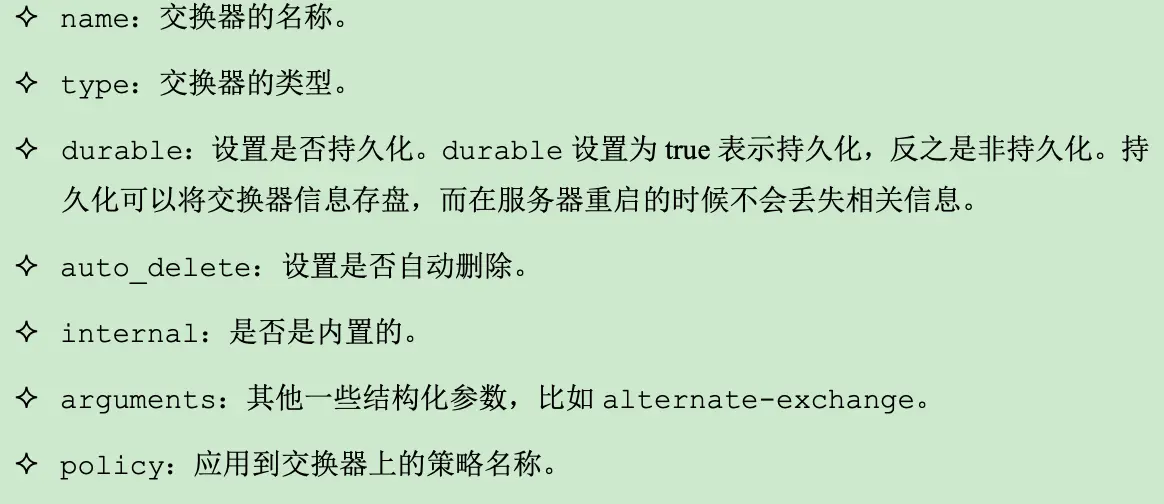 ✧ name：交换器的名称。
✧ type：交换器的类型。
✧ durable：设置是否持久化。durable 设置为 true 表示持久化，反之是非持久化。持
久化可以将交换器信息存盘，而在服务器重启的时候不会丢失相关信息。
✧ auto_delete：设置是否自动删除。
✧ internal：是否是内置的。
✧ arguments：其他一些结构化参数，比如 alternate-exchange。
✧ policy：应用到交换器上的策略名称。